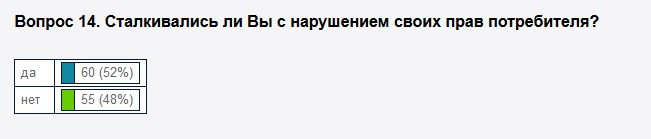 Вопрос 14. Сталкивались ли Вы с нарушением своих прав потребителя?
да 60 (52%)
нет 55 (48%)